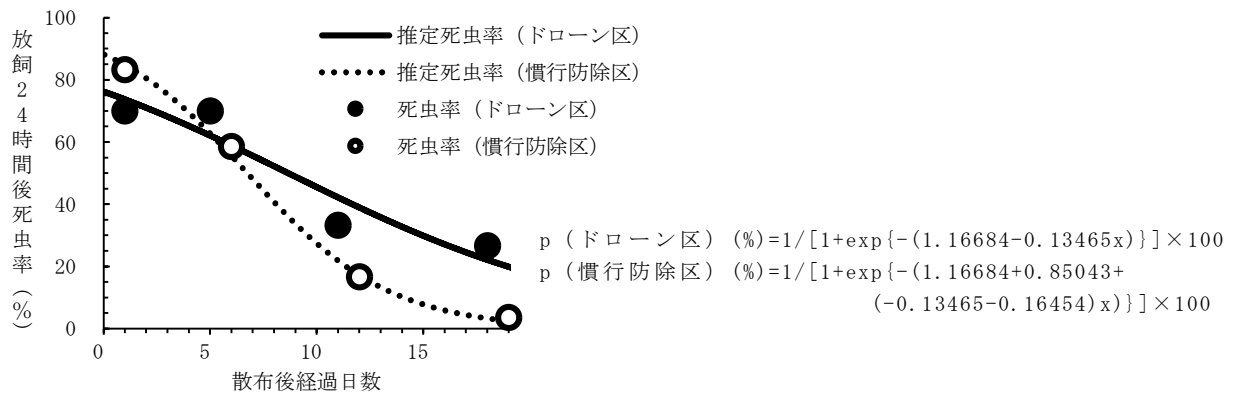 100
80
60
40
20
0
放飼24時間後死虫率(%)
推定死虫率(ドローン区)
推定死虫率(慣行防除区)
死虫率(ドローン区)
死虫率(慣行防除区)
p(ドローン区)(%)=1/[1+exp{-(1.16684-0.13465x)}]×100
p(慣行防除区)(%)=1/[1+exp{-(1.16684+0.85043+
(-0.13465-0.16454)x)}]×100
0 5 10 15
散布後経過日数